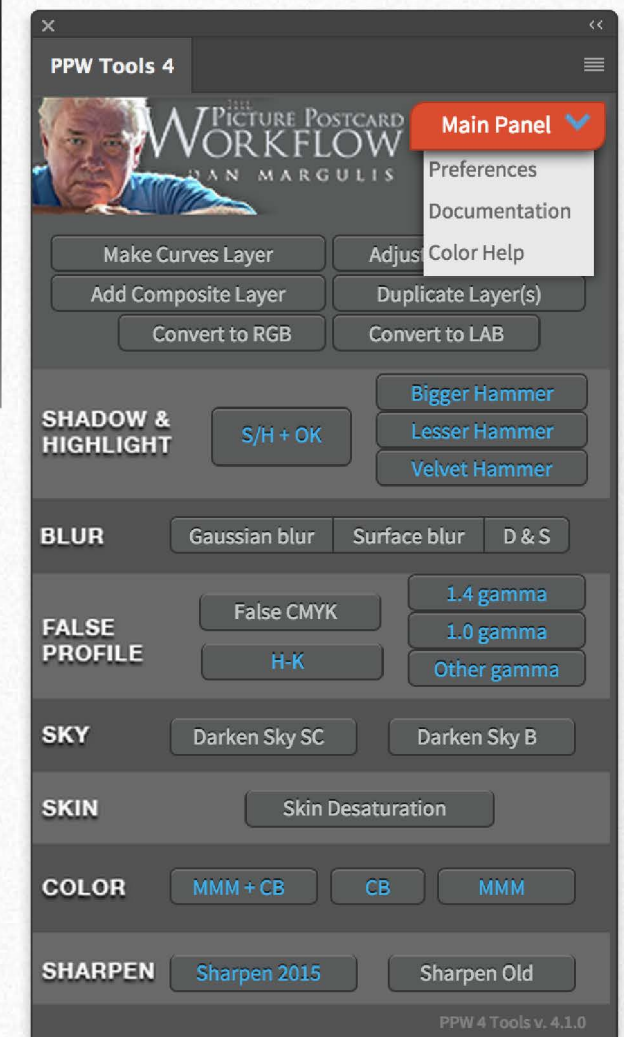 PPW Tools 4
THE
PICTURE POSTCARD
WORKFLOW
DAN MARGULIS
Main Panel
Preferences
Documentation
Color Help
Make Curves Layer
Add Composite Layer Duplicate Layer(s)
Convert to RGB Convert to LAB
SHADOW &
HIGHLIGHT
S/H + OK
Bigger Hammer
Lesser Hammer
Velvet Hammer
BLUR Gaussian blur Surface blur D & S
FALSE
PROFILE
False CMYK
H-K
1.4 gamma
1.0 gamma
Other gamma
SKY Darken Sky SC Darken Sky B
SKIN Skin Desaturation
COLOR MMM + CB CB MMM
SHARPEN Sharpen 2015 Sharpen Old
PPW 4 Tools v. 4.1.0